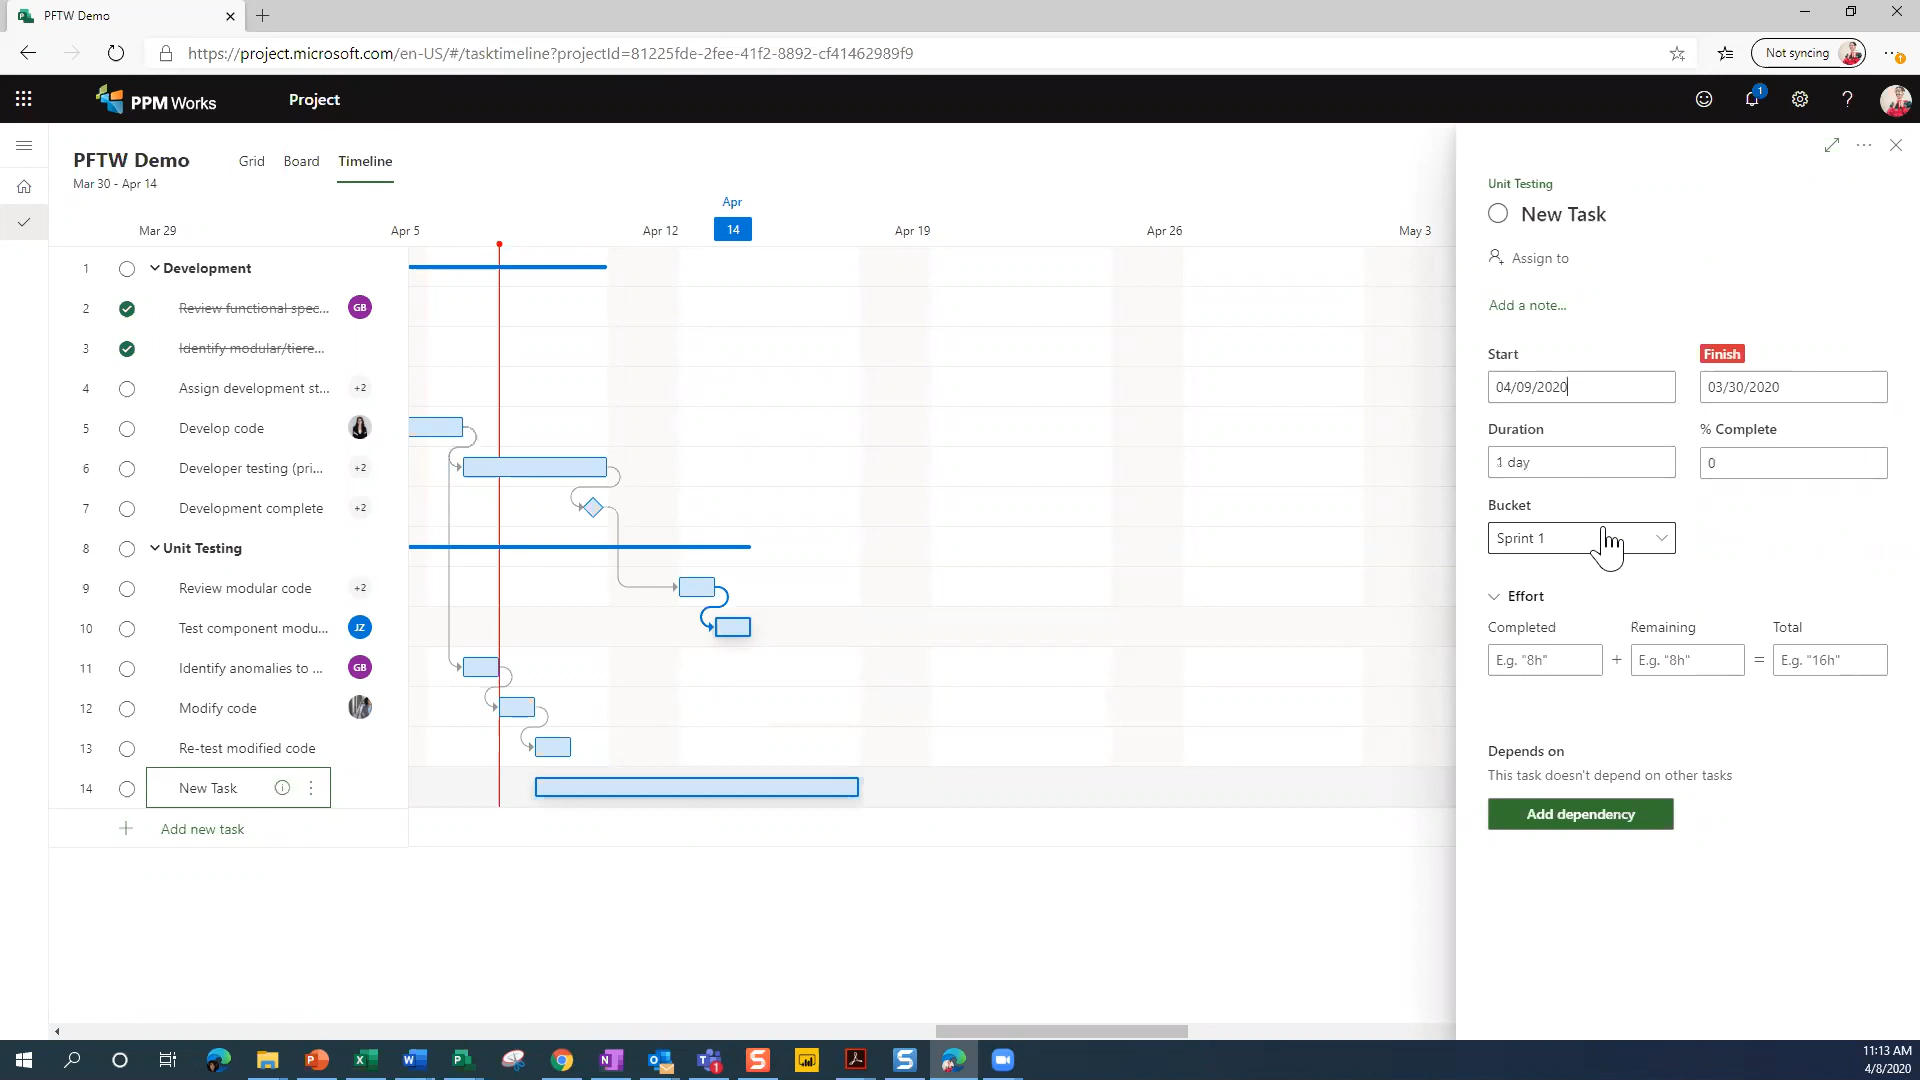 PFTW Demo
https://project.microsoft.com/en-US/#/tasktimeline?projectId=81225fde-2fee-41f2-8892-cf41462989f9
Not syncing
PPM Works
Project
1
PFTW Demo
Mar 30 - Apr 14
Grid
Board
Timeline
Apr
Mar 29
Apr 5
Apr 12
14
Apr 19
Apr 26
May 3
1 Development
2 Review functional spec... GB
3 Identify modular/tiere...
4 Assign development st... +2
5 Develop code
6 Developer testing (pri... +2
7 Development complete +2
8 Unit Testing
9 Review modular code +2
10 Test component modu... JZ
11 Identify anomalies to ... GB
12 Modify code
13 Re-test modified code
14 New Task
Add new task
Unit Testing
New Task
Assign to
Add a note...
Start
Finish
04/09/2020
03/30/2020
Duration
% Complete
1 day
0
Bucket
Sprint 1
Effort
Completed
Remaining
Total
E.g. "8h" + E.g. "8h" = E.g. "16h"
Depends on
This task doesn't depend on other tasks
Add dependency
11:13 AM
4/8/2020